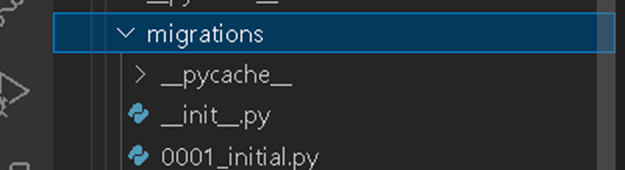 migrations
__pycache__
__init__.py
0001_initial.py